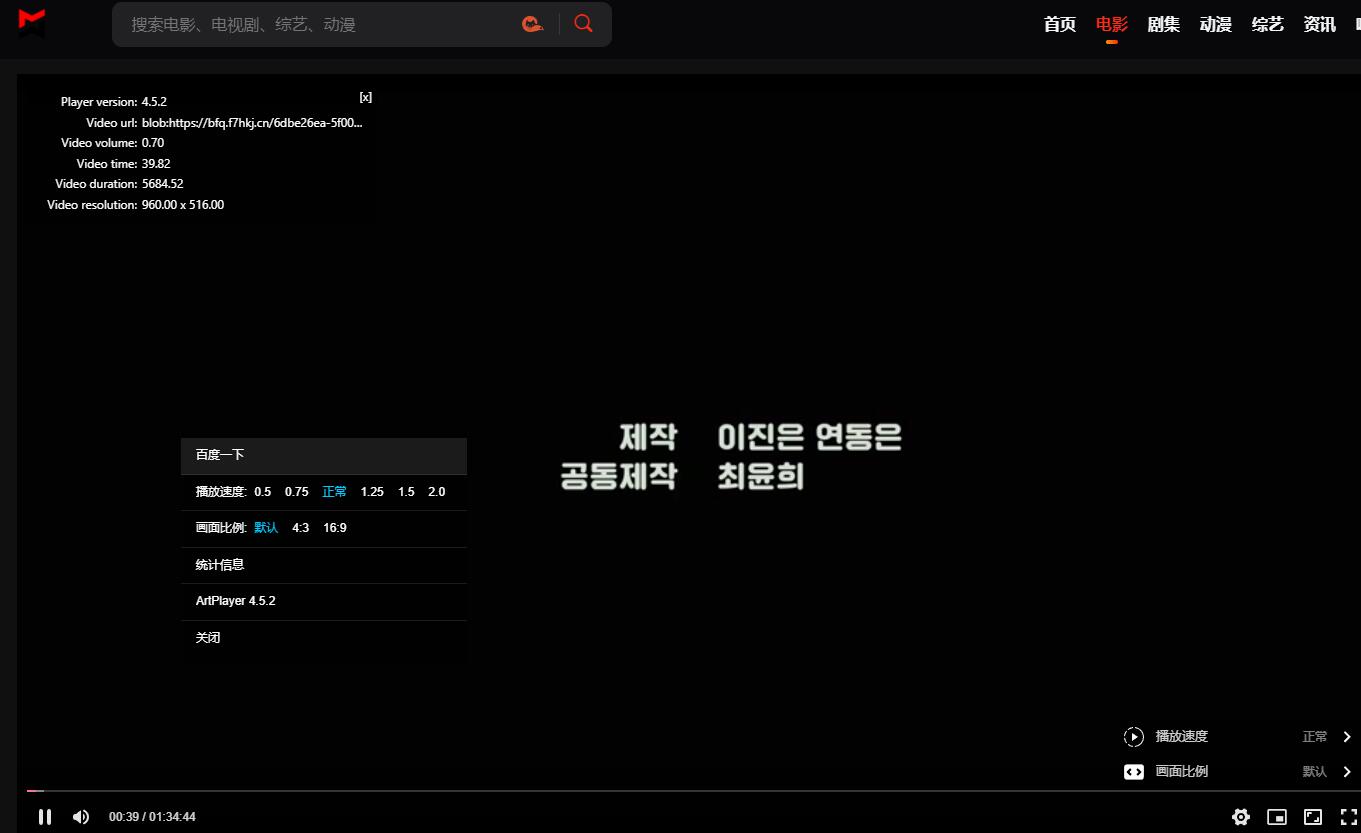 搜索电影、电视剧、综艺、动漫
首页 电影 剧集 动漫 综艺 资讯
Player version: 4.5.2
[x]
Video url: blob:https://bfq.f7hkj.cn/6dbe26ea-5f00...
Video volume: 0.70
Video time: 39.82
Video duration: 5684.52
Video resolution: 960.00 x 516.00
제작 이진은 연동은
공동제작 최윤희
百度一下
播放速度: 0.5 0.75 正常 1.25 1.5 2.0
画面比例: 默认 4:3 16:9
统计信息
ArtPlayer 4.5.2
关闭
播放速度 正常
画面比例 默认
00:39 / 01:34:44